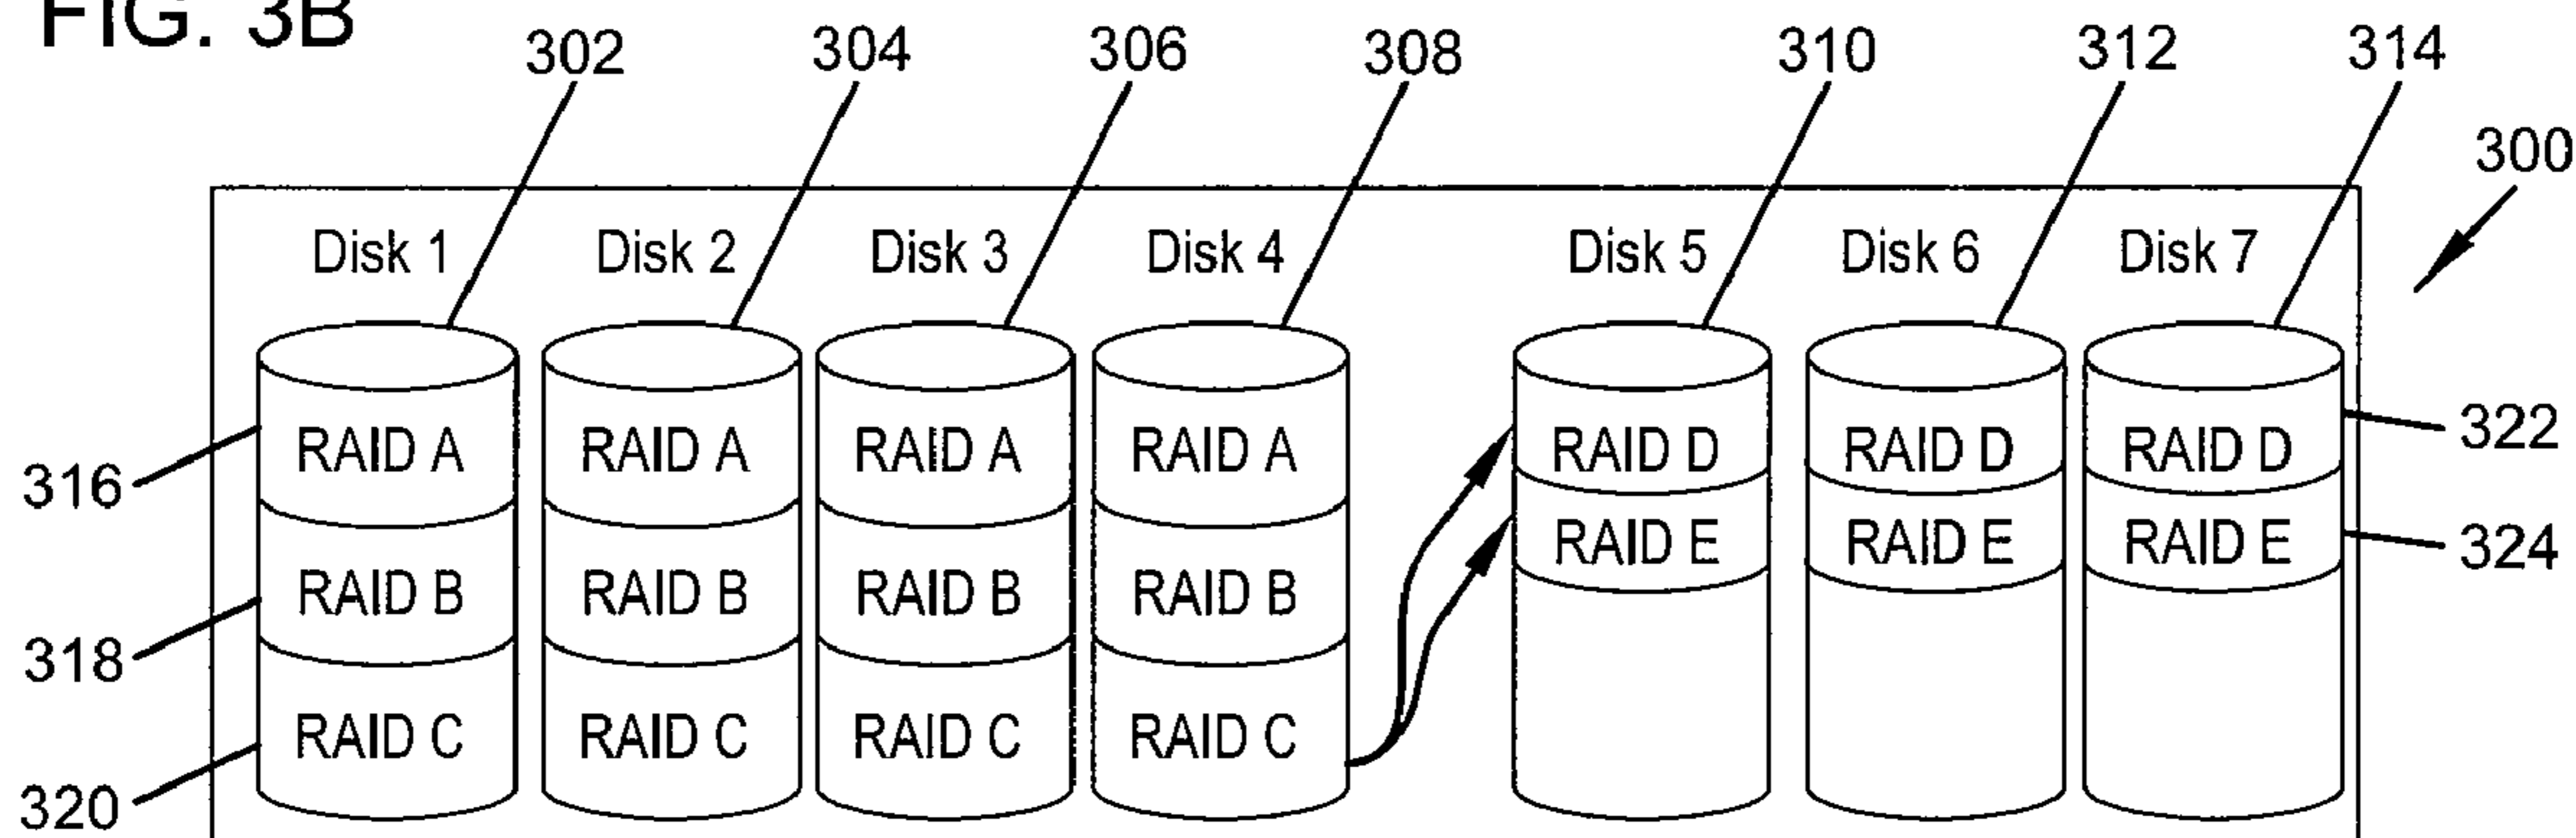 FIG. 3B
302 304 306 308 310 312 314
300
Disk 1 Disk 2 Disk 3 Disk 4 Disk 5 Disk 6 Disk 7
316 RAID A RAID A RAID A RAID A RAID D RAID D RAID D 322
318 RAID B RAID B RAID B RAID B RAID E RAID E RAID E 324
320 RAID C RAID C RAID C RAID C